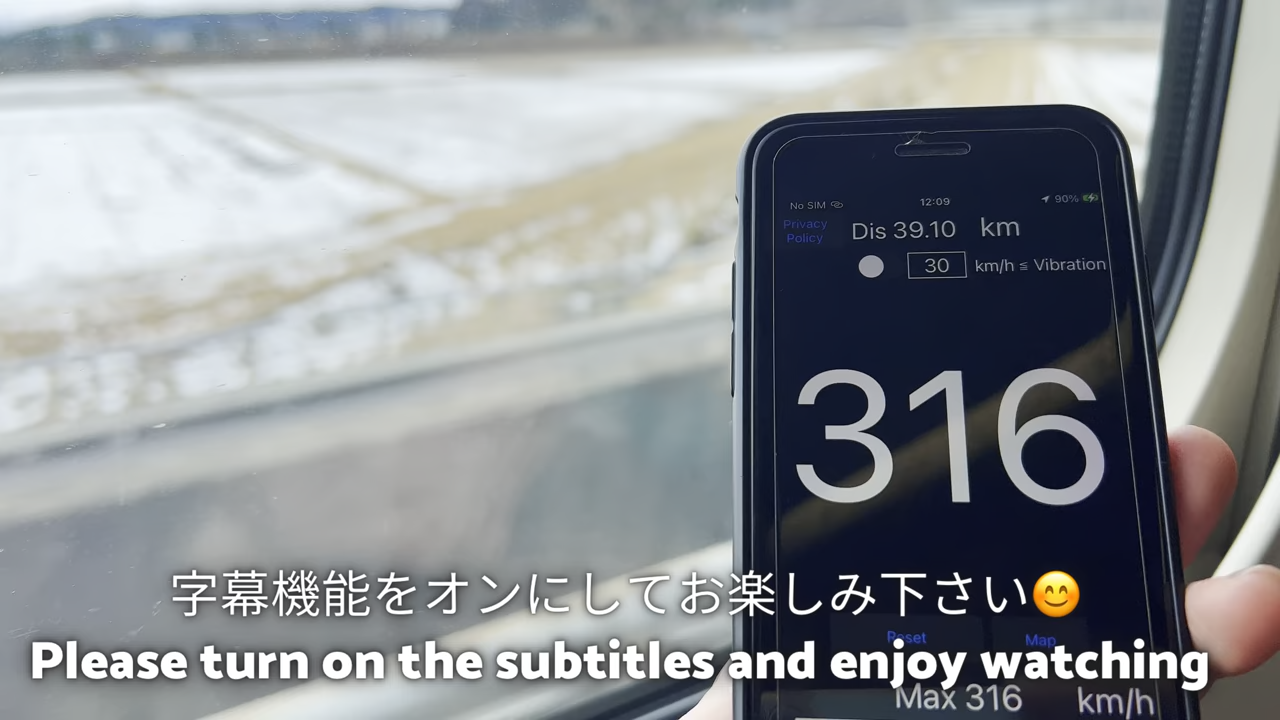 No SIM 12:09 90%
Privacy
Policy
Dis 39.10 km
30 km/h ≦ Vibration
316
字幕機能をオンにしてお楽しみ下さい😊
Reset Map
Please turn on the subtitles and enjoy watching
Max 316 km/h